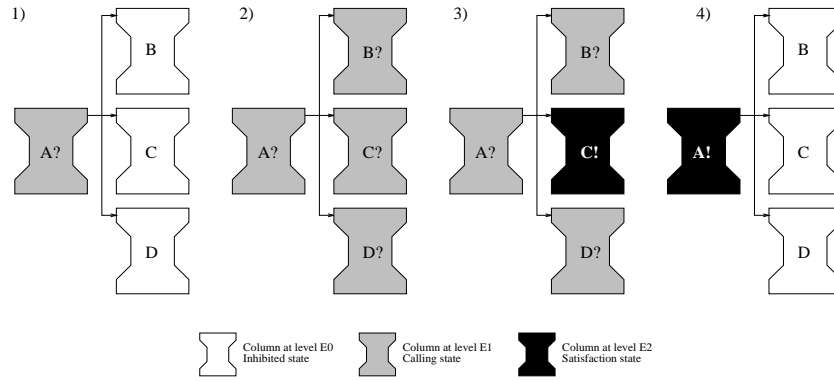 1)
2)
3)
4)
B
B?
B?
B
A?
C
A?
C?
A?
C!
A!
C
D
D?
D?
D
Column at level E0
Inhibited state
Column at level E1
Calling state
Column at level E2
Satisfaction state